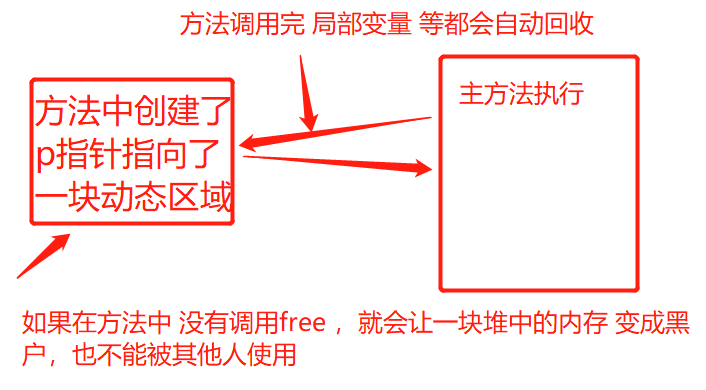 方法调用完 局部变量 等都会自动回收
方法中创建了
p指针指向了
一块动态区域
主方法执行
如果在方法中 没有调用free ，就会让一块堆中的内存 变成黑
户，也不能被其他人使用